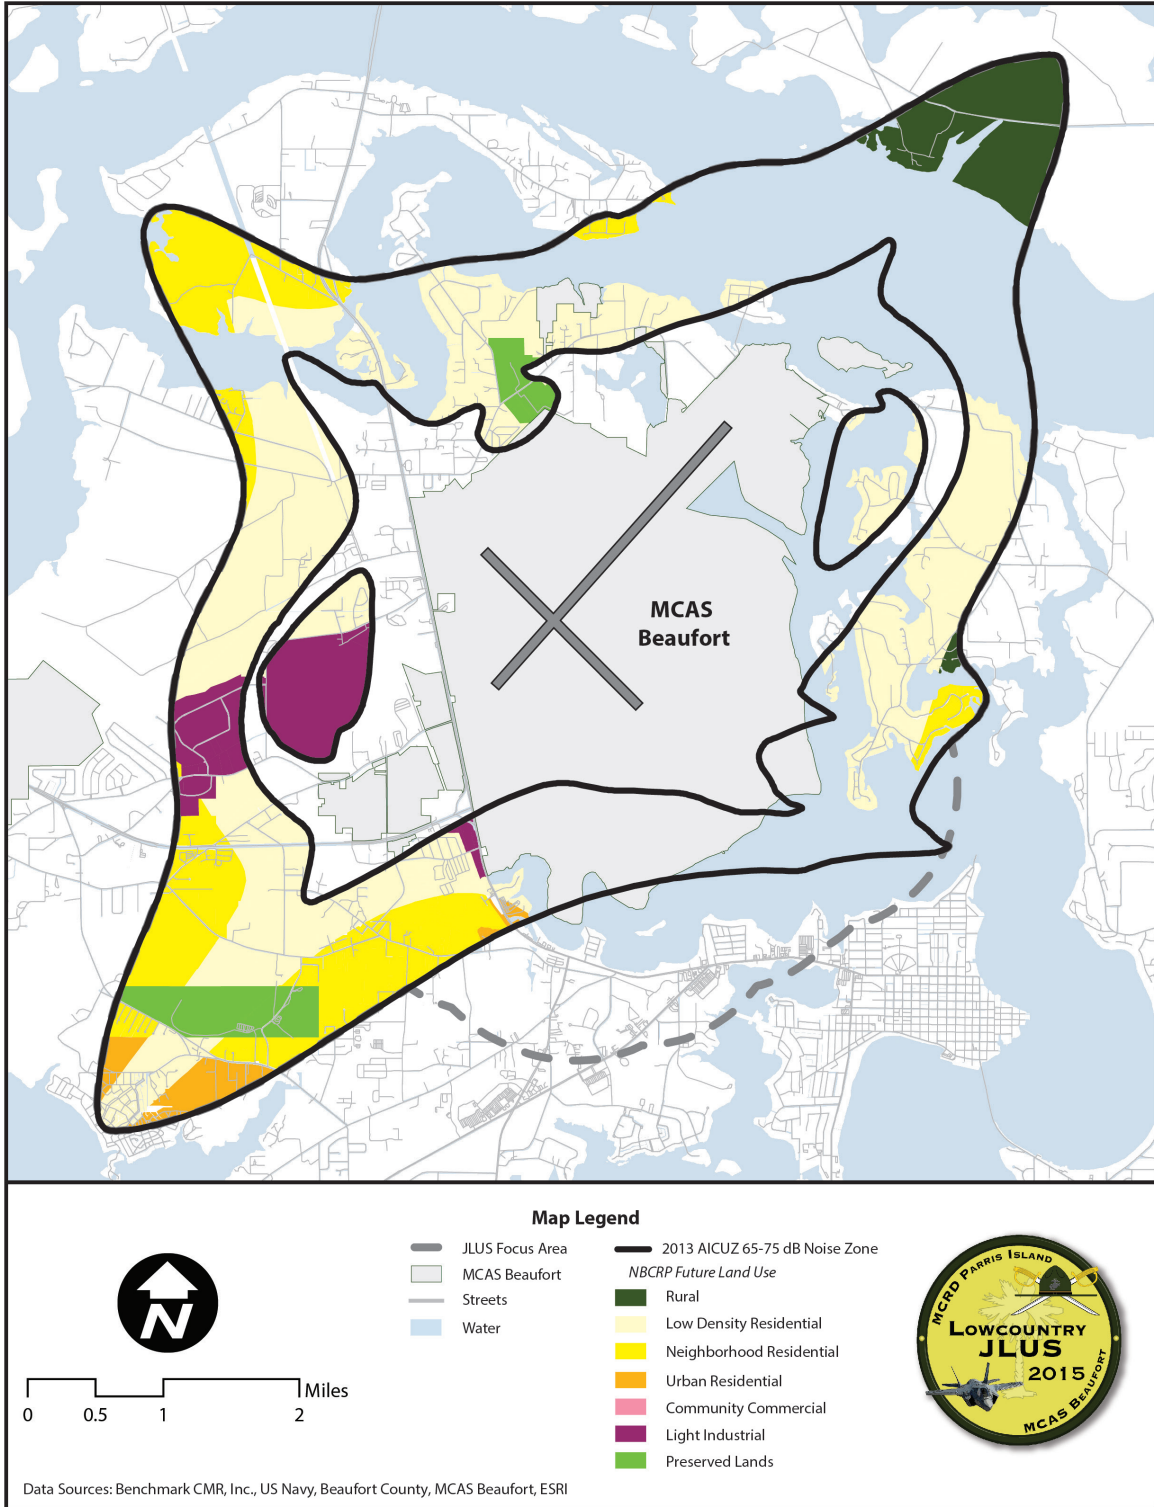 MCAS
Beaufort
Map Legend
JLUS Focus Area
MCAS Beaufort
Streets
Water
2013 AICUZ 65-75 dB Noise Zone
NBCRP Future Land Use
Rural
Low Density Residential
Neighborhood Residential
Urban Residential
Community Commercial
Light Industrial
Preserved Lands
N
Miles
0 0.5 1 2
MCRD PARRIS ISLAND
LOWCOUNTRY
JLUS
2015
MCAS BEAUFORT
Data Sources: Benchmark CMR, Inc., US Navy, Beaufort County, MCAS Beaufort, ESRI